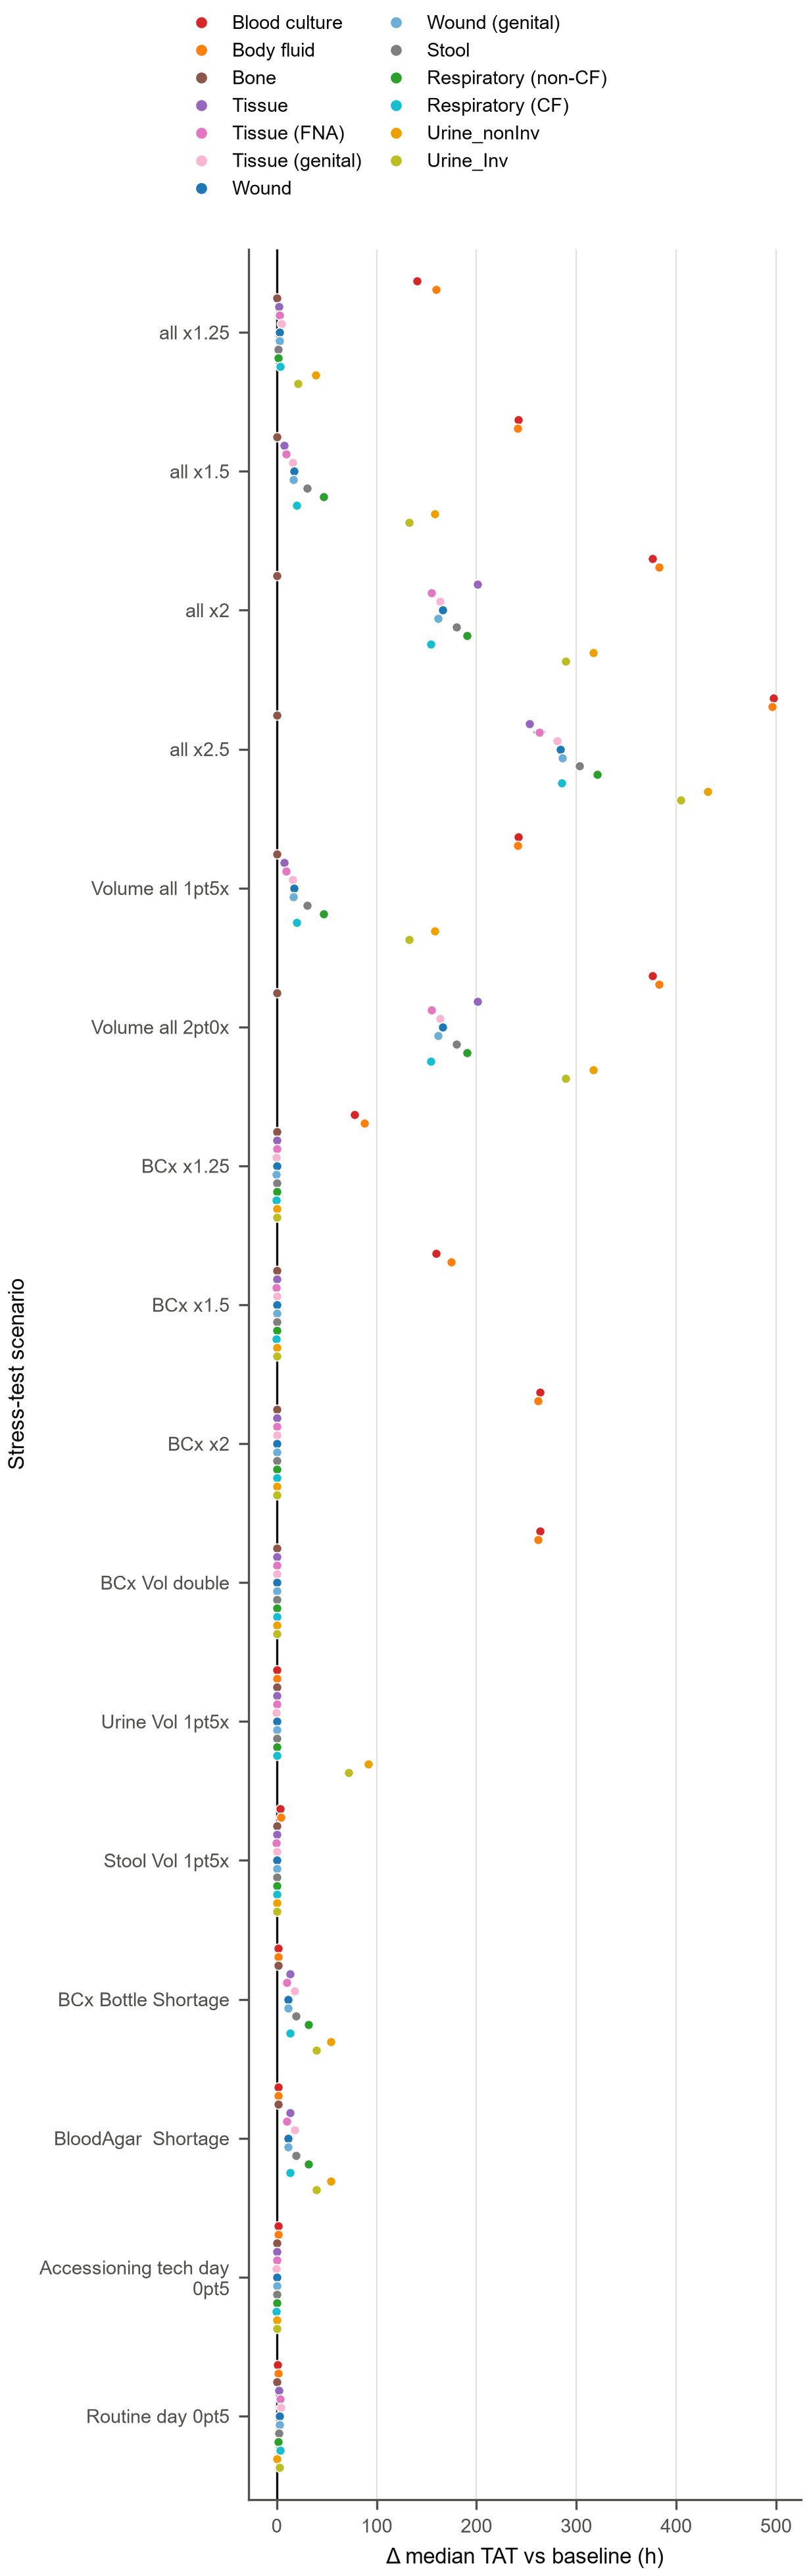 Blood culture
Body fluid
Bone
Tissue
Tissue (FNA)
Tissue (genital)
Wound
Wound (genital)
Stool
Respiratory (non-CF)
Respiratory (CF)
Urine_nonInv
Urine_Inv
Stress-test scenario
all x1.25
all x1.5
all x2
all x2.5
Volume all 1pt5x
Volume all 2pt0x
BCx x1.25
BCx x1.5
BCx x2
BCx Vol double
Urine Vol 1pt5x
Stool Vol 1pt5x
BCx Bottle Shortage
BloodAgar  Shortage
Accessioning tech day
0pt5
Routine day 0pt5
0 100 200 300 400 500
Δ median TAT vs baseline (h)